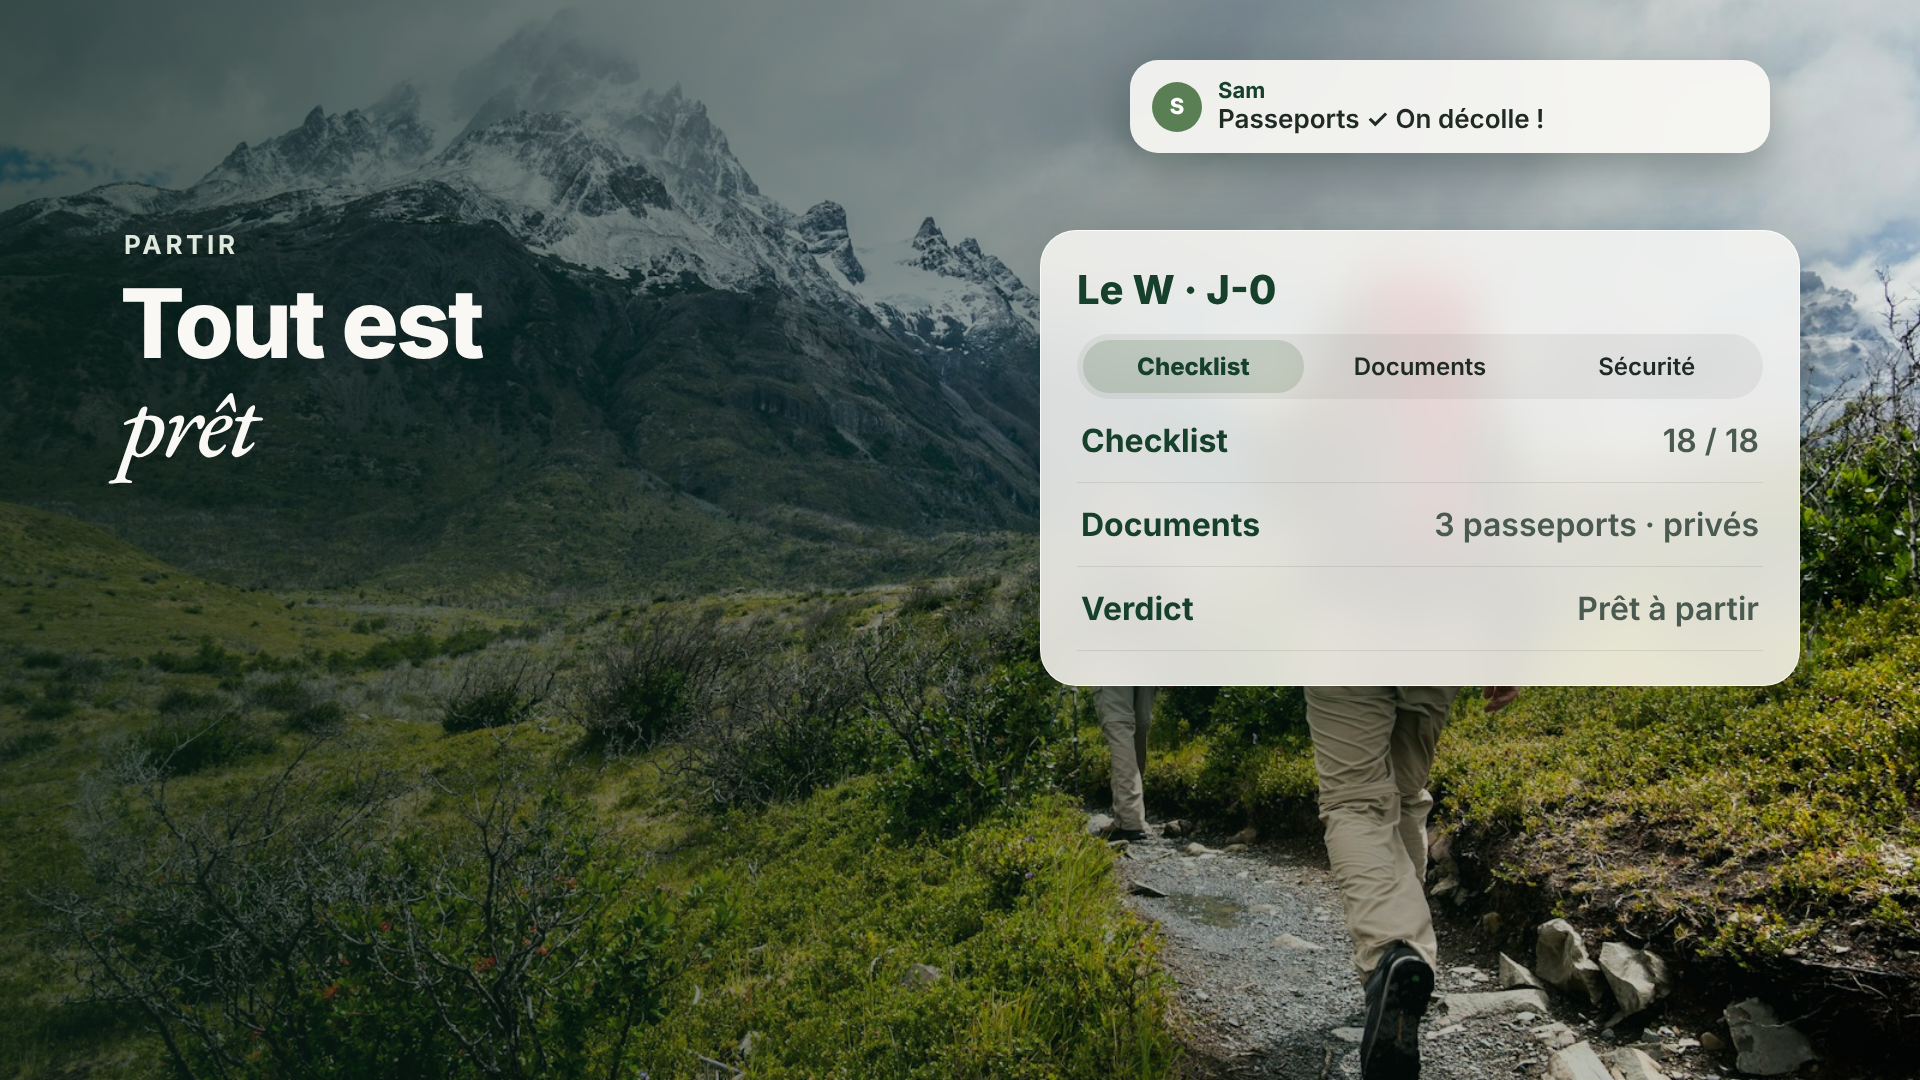 PARTIR
Tout est
prêt
Sam
Passeports ✓ On décolle !
Le W · J-0
Checklist Documents Sécurité
Checklist 18 / 18
Documents 3 passeports · privés
Verdict Prêt à partir
S